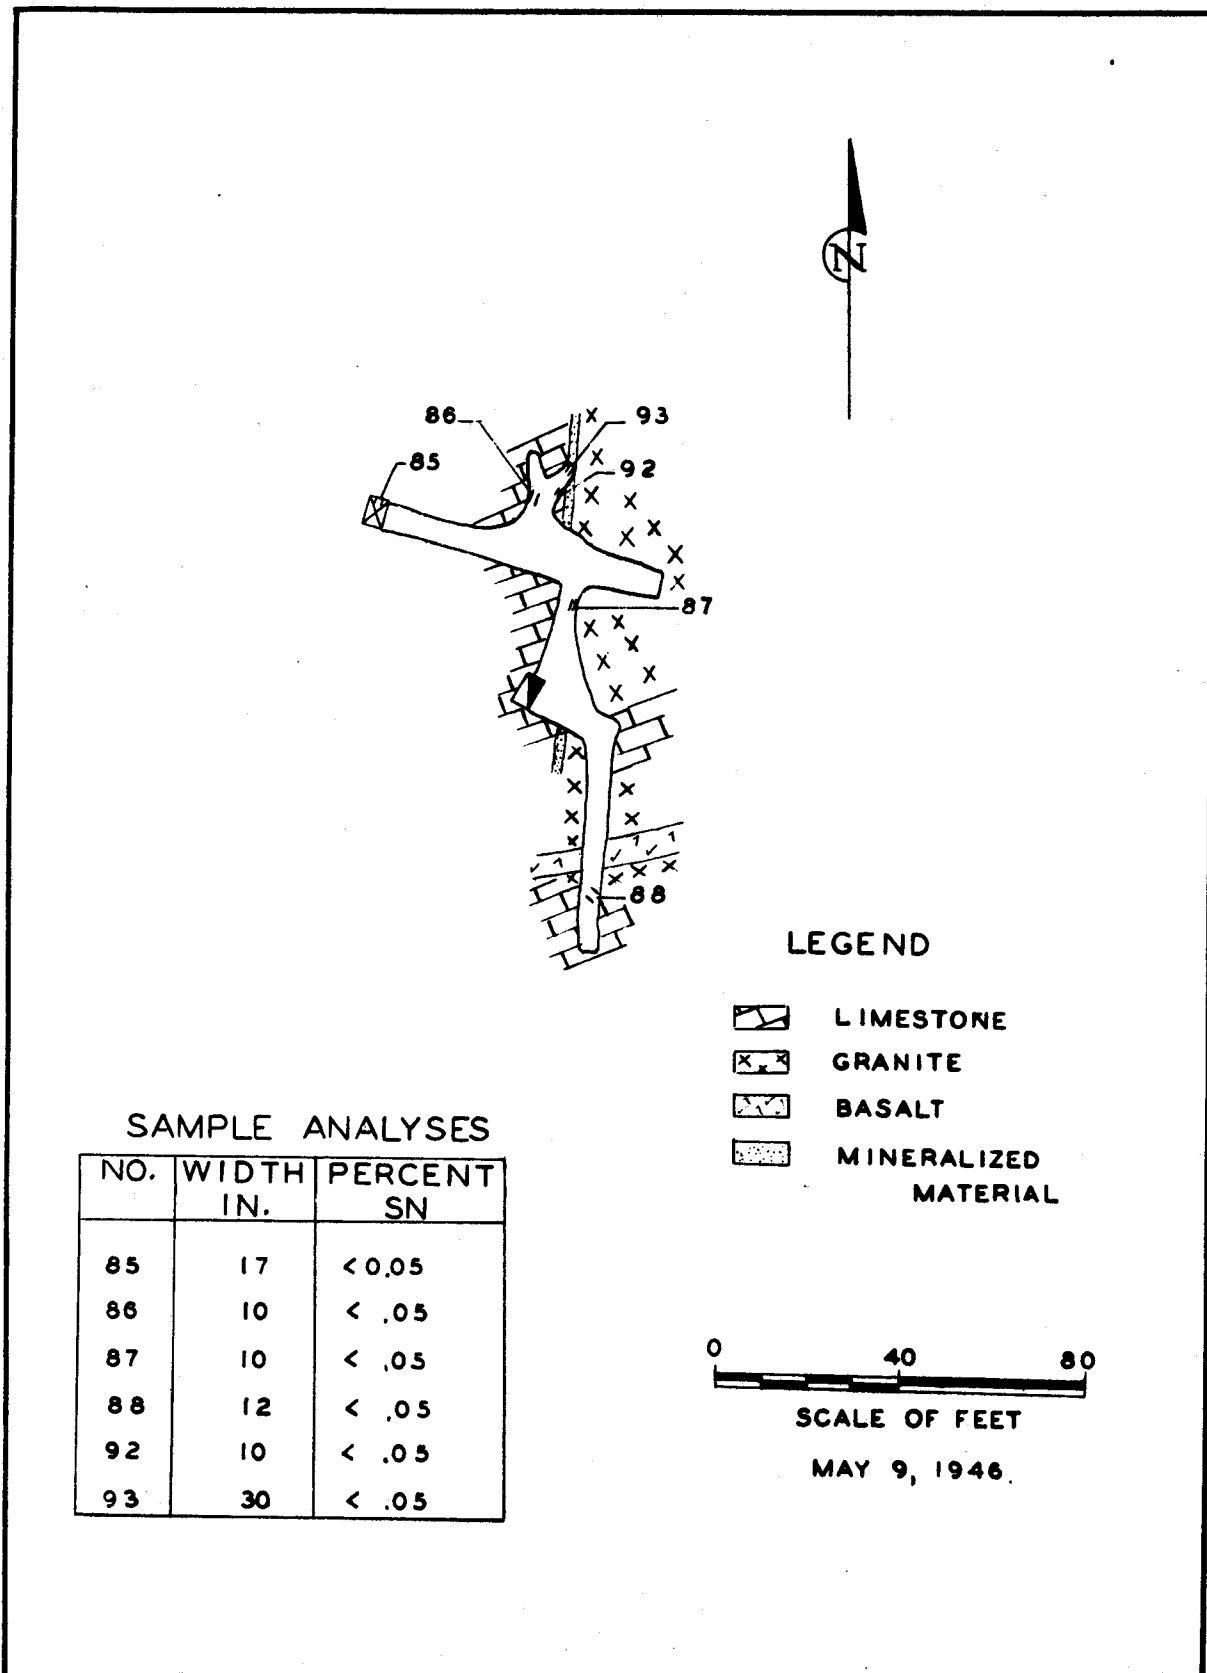 N
86
93
85
92
87
88
LEGEND
LIMESTONE
GRANITE
BASALT
MINERALIZED
MATERIAL
SAMPLE ANALYSES
NO. WIDTH IN. PERCENT SN
85 17 <0.05
86 10 < .05
87 10 < .05
88 12 < .05
92 10 < .05
93 30 < .05
0 40 80
SCALE OF FEET
MAY 9, 1946.